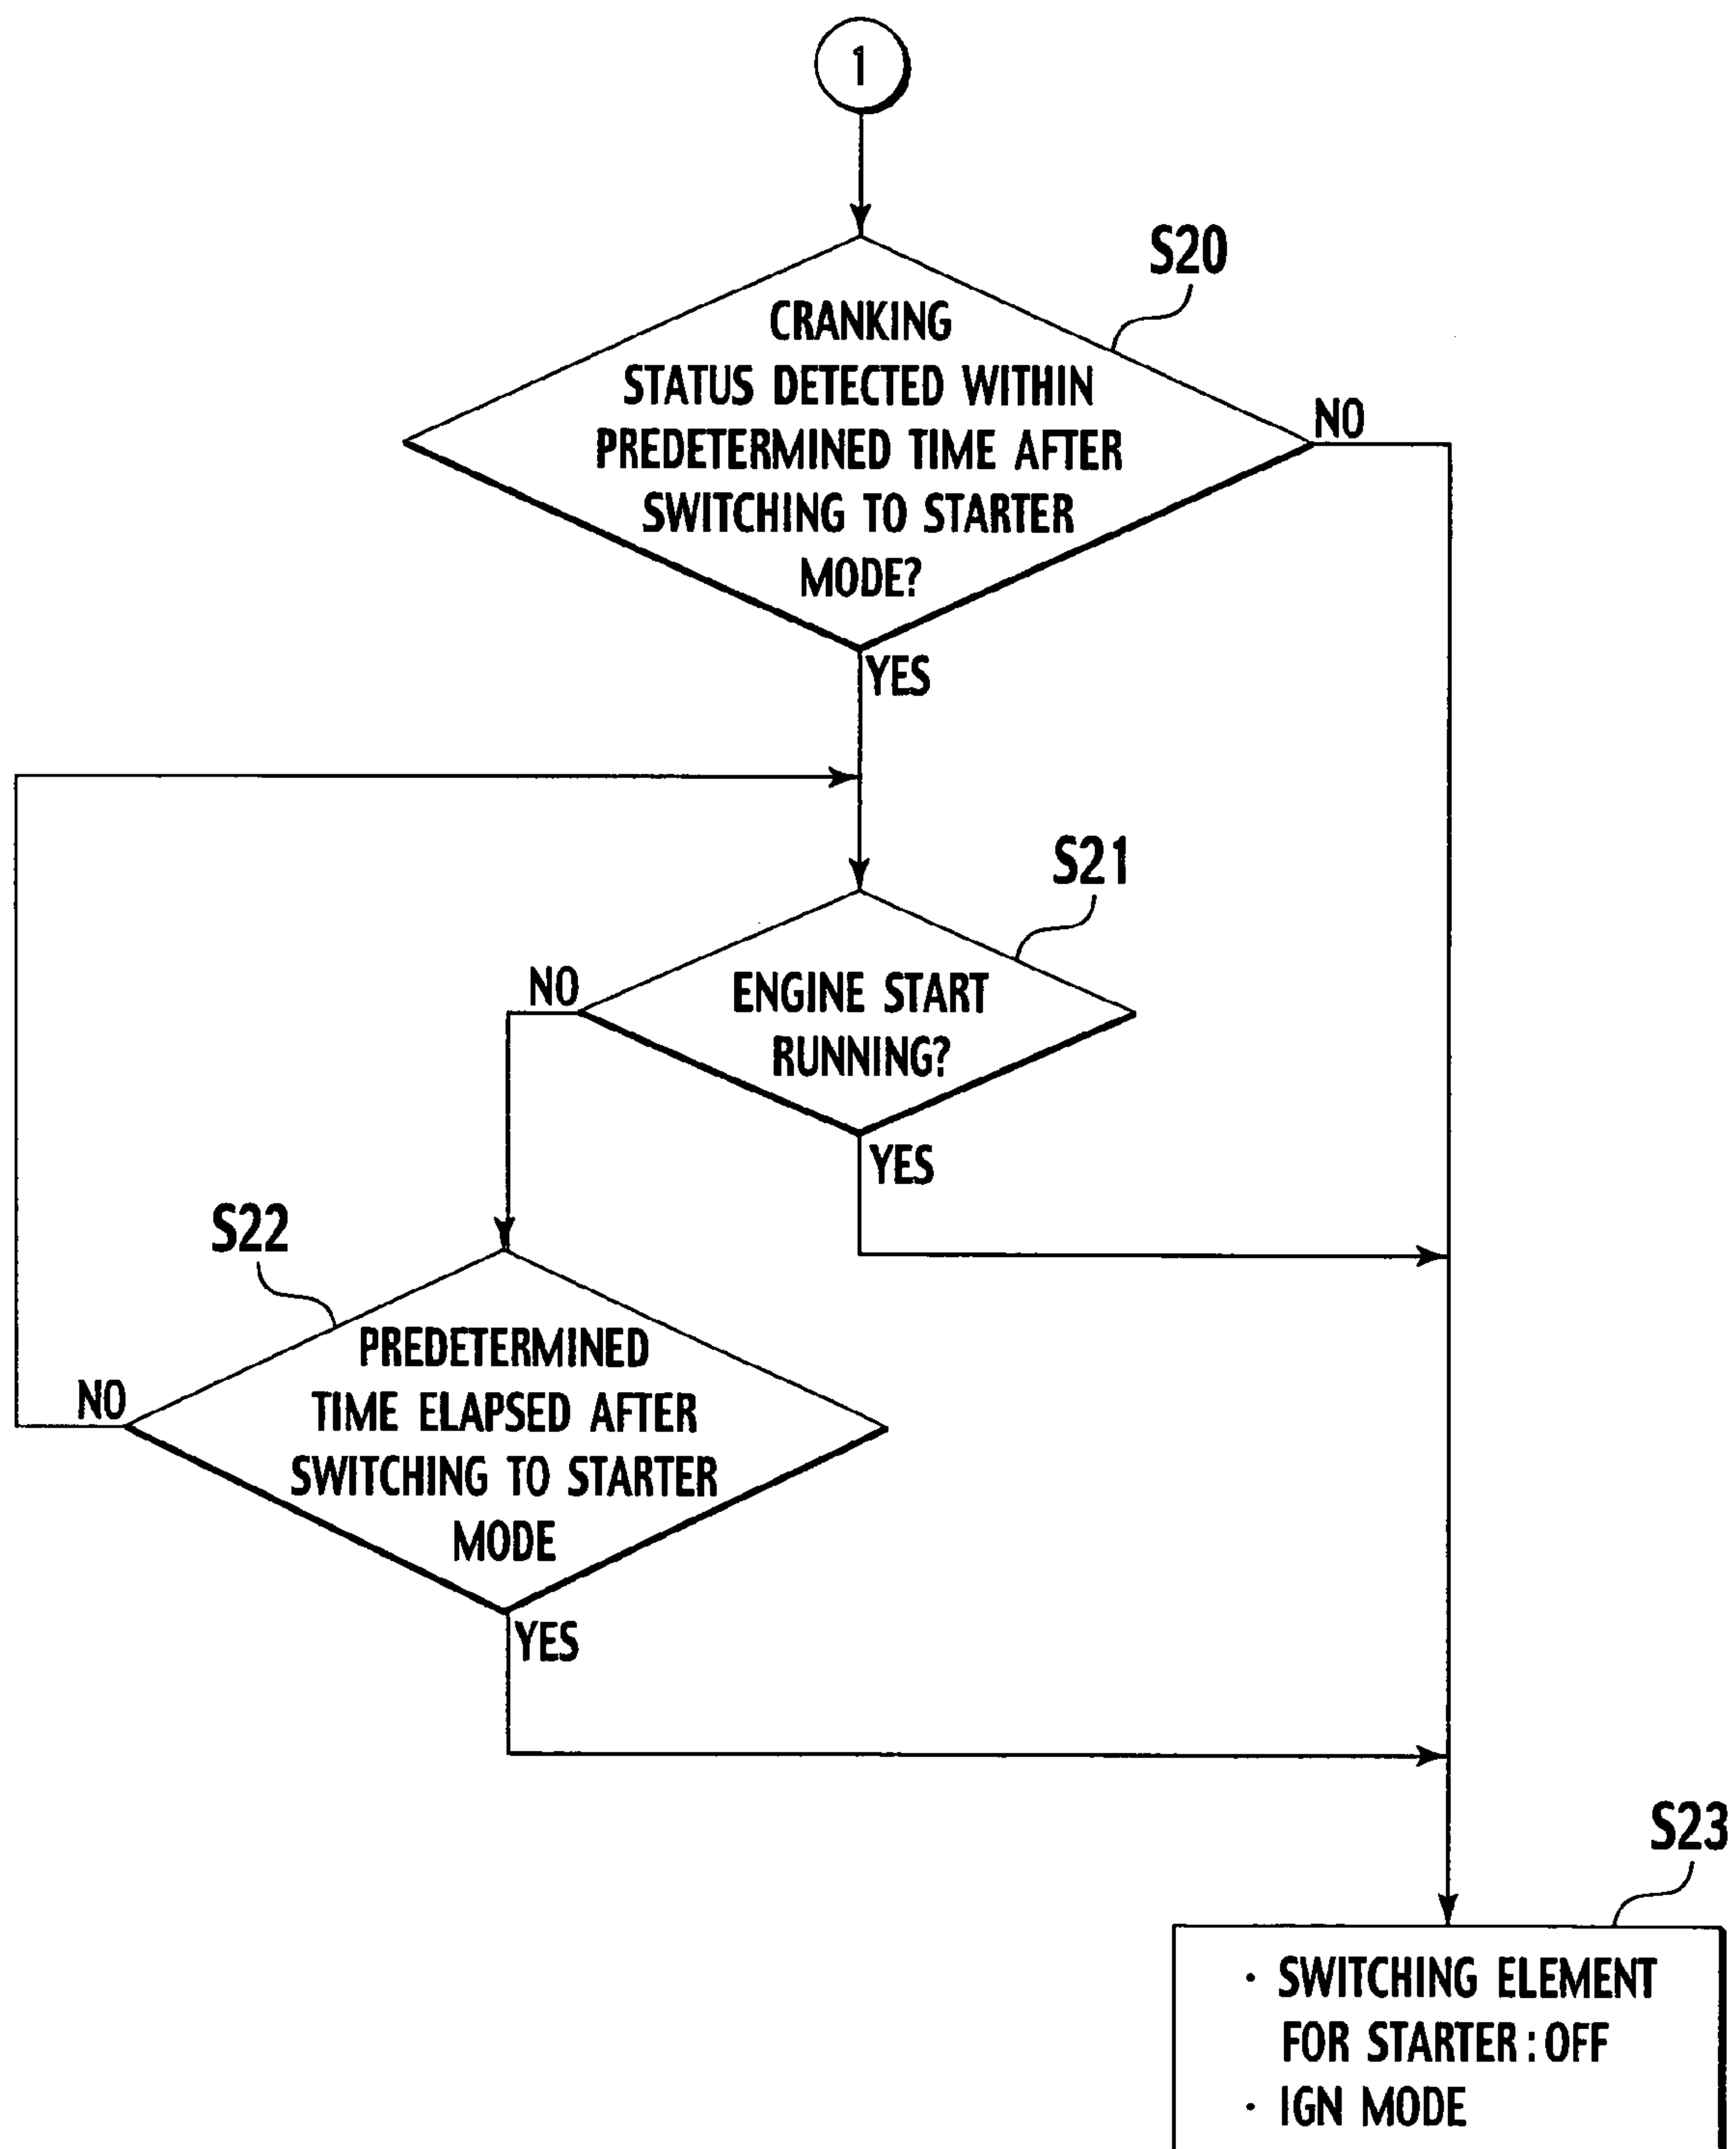 1
S20
CRANKING
STATUS DETECTED WITHIN
PREDETERMINED TIME AFTER
SWITCHING TO STARTER
MODE?
NO
YES
S21
ENGINE START
RUNNING?
NO
YES
S22
PREDETERMINED
TIME ELAPSED AFTER
SWITCHING TO STARTER
MODE
NO
YES
S23
· SWITCHING ELEMENT
FOR STARTER : OFF
· IGN MODE